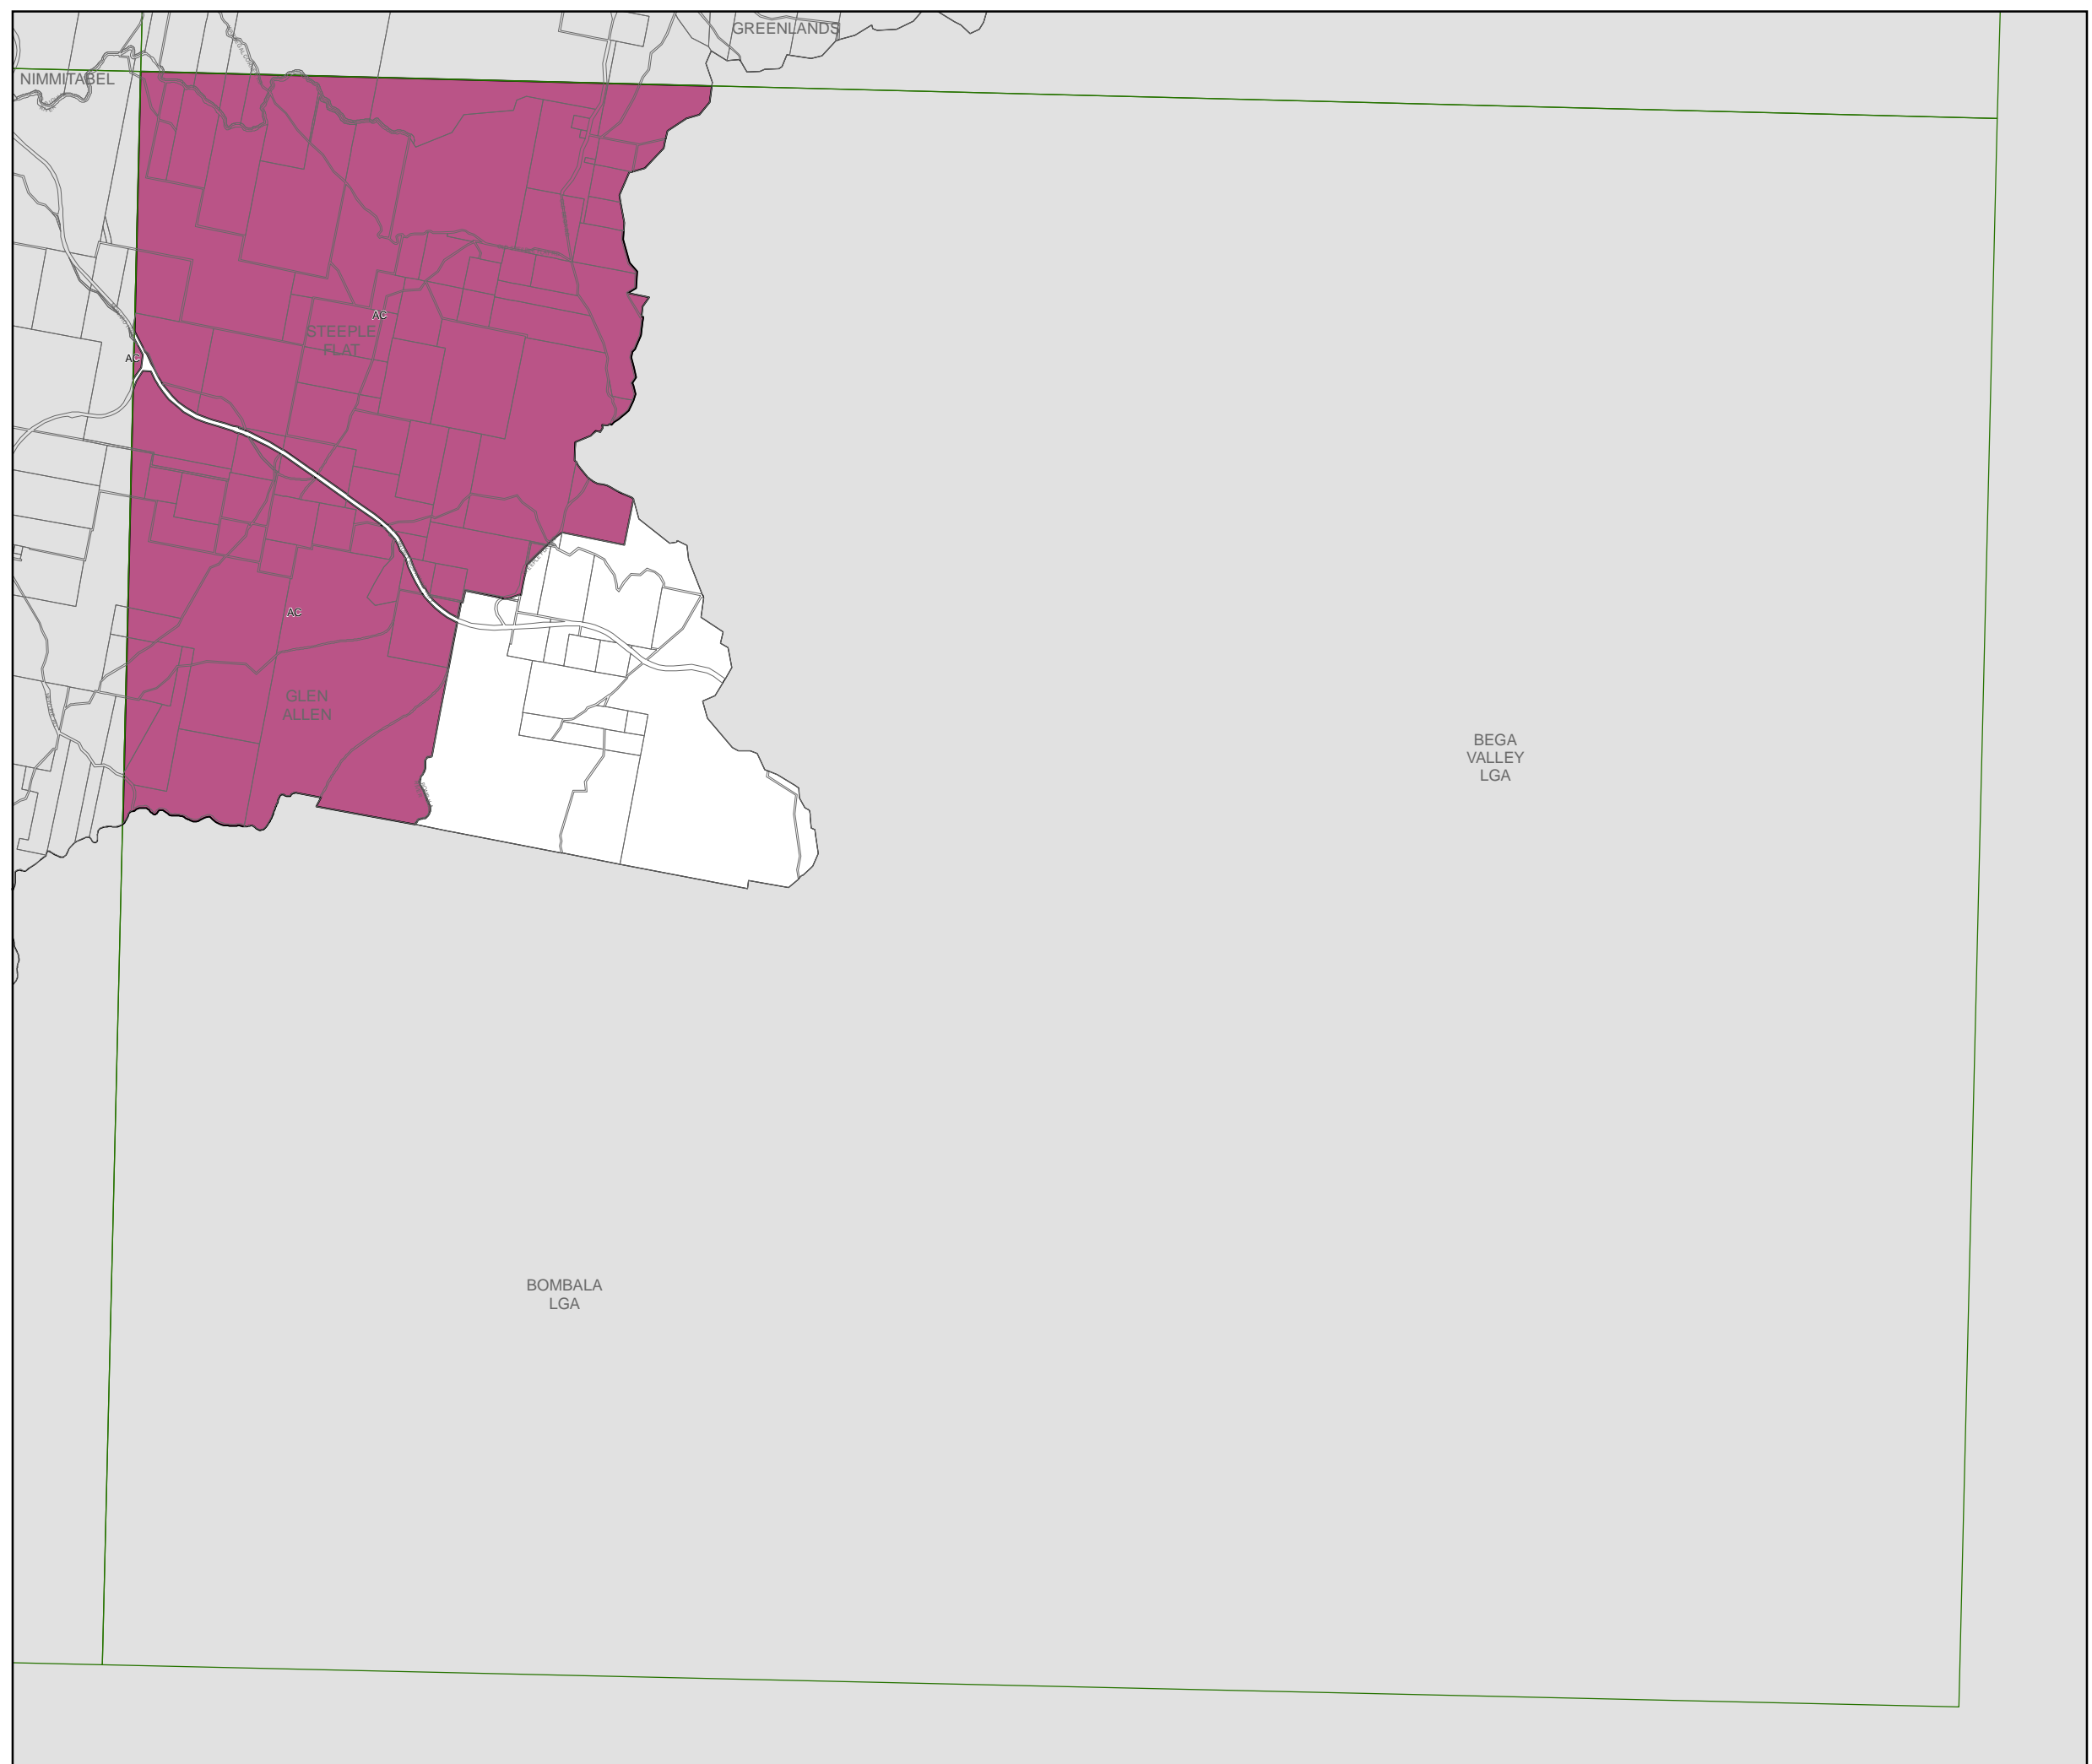 GREENLANDS
NIMMITABEL
AC
STEEPLE
FLAT
AC
AC
GLEN
ALLEN
BEGA
VALLEY
LGA
BOMBALA
LGA